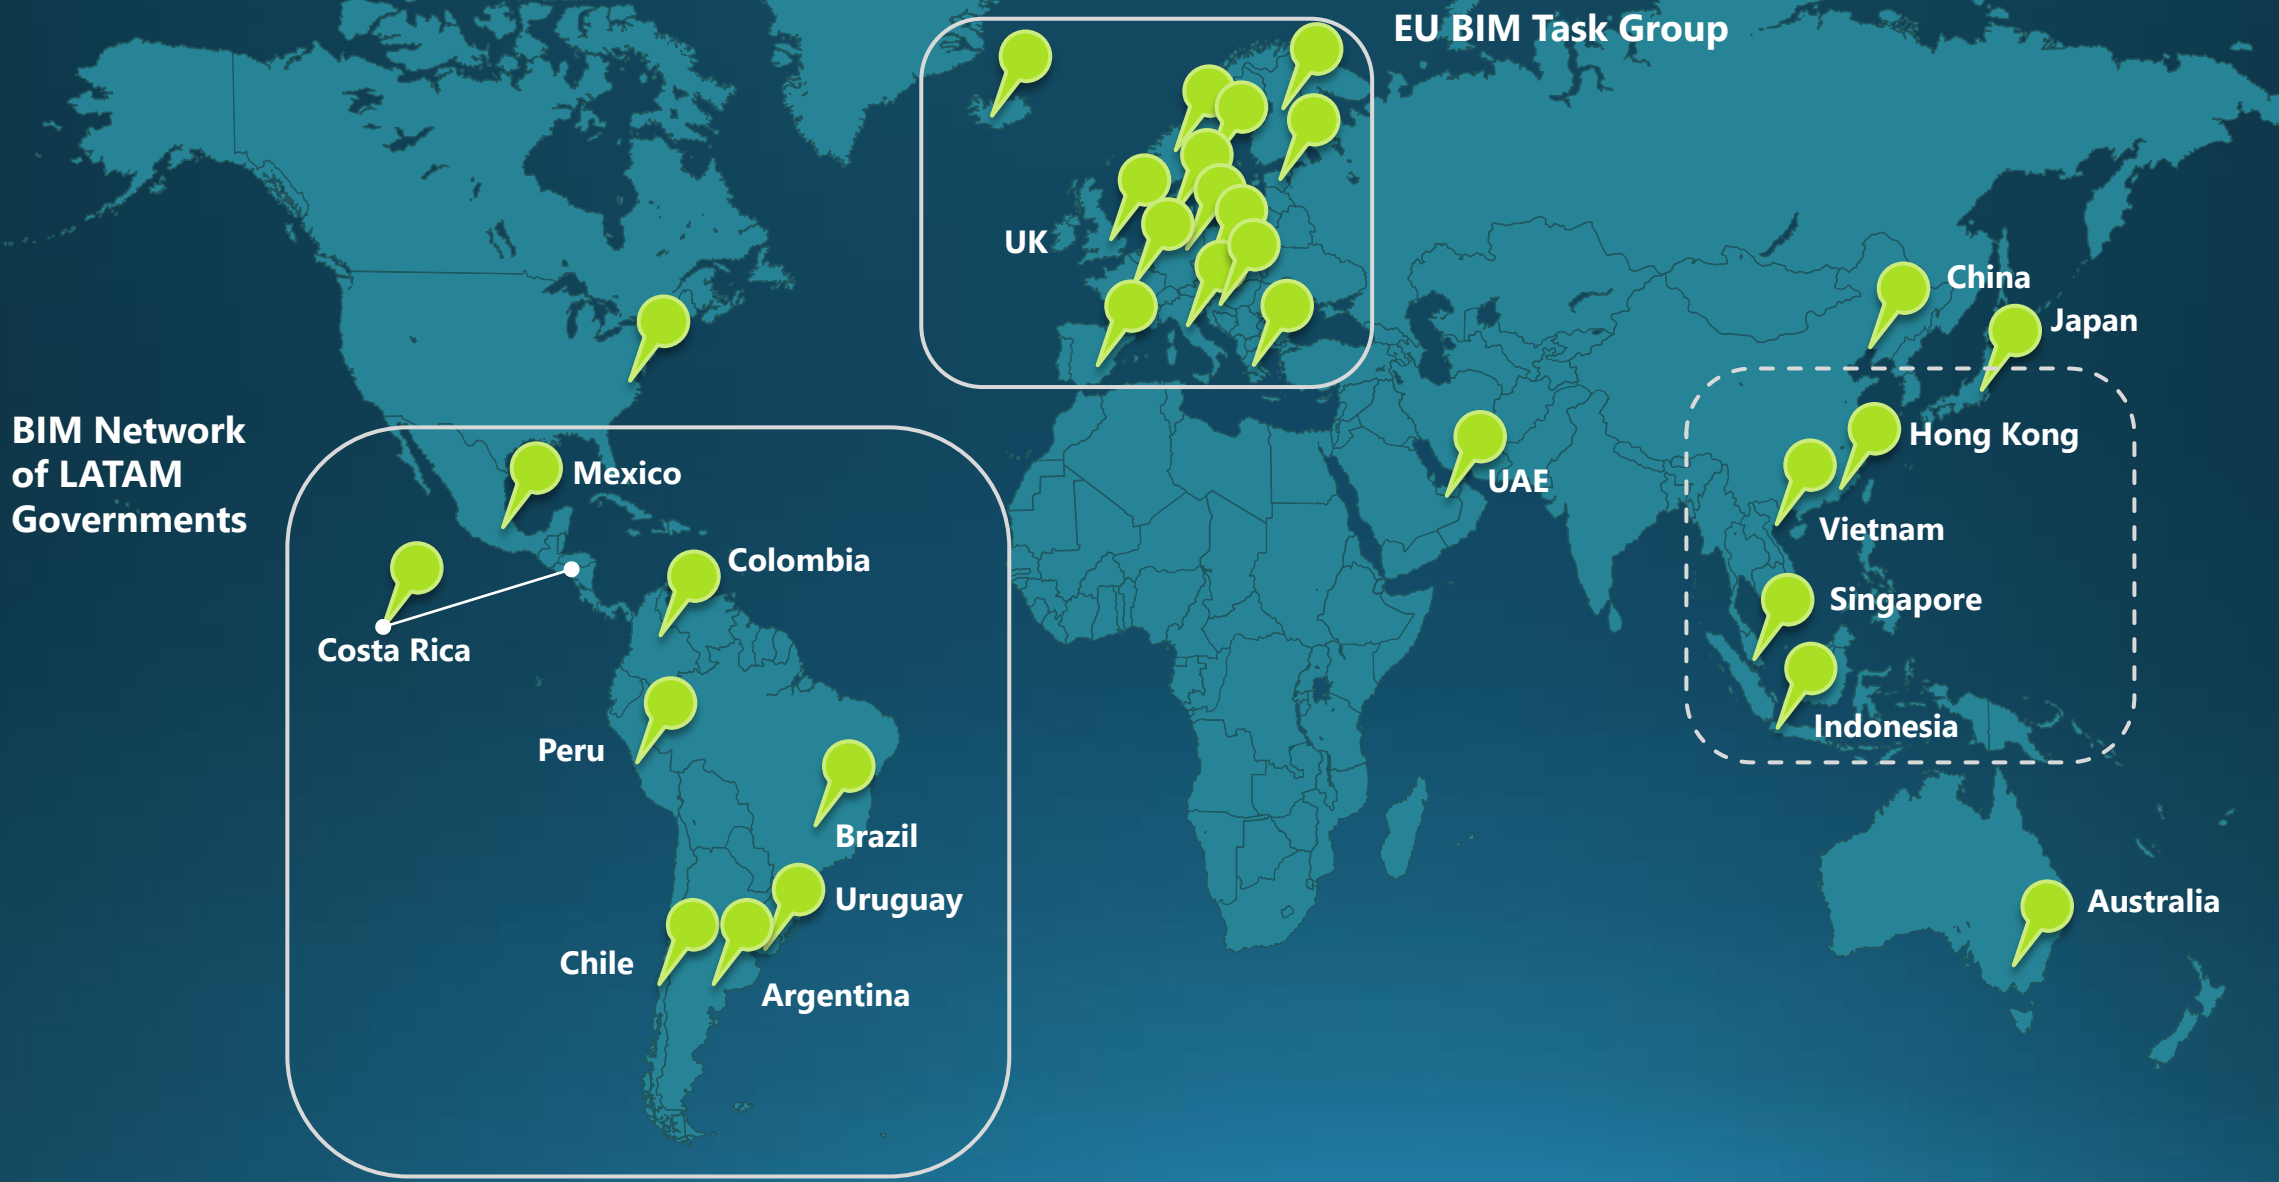 EU BIM Task Group
UK
China
Japan
BIM Network
of LATAM
Governments
Mexico
Hong Kong
UAE
Vietnam
Colombia
Costa Rica
Singapore
Indonesia
Peru
Brazil
Uruguay
Australia
Chile
Argentina